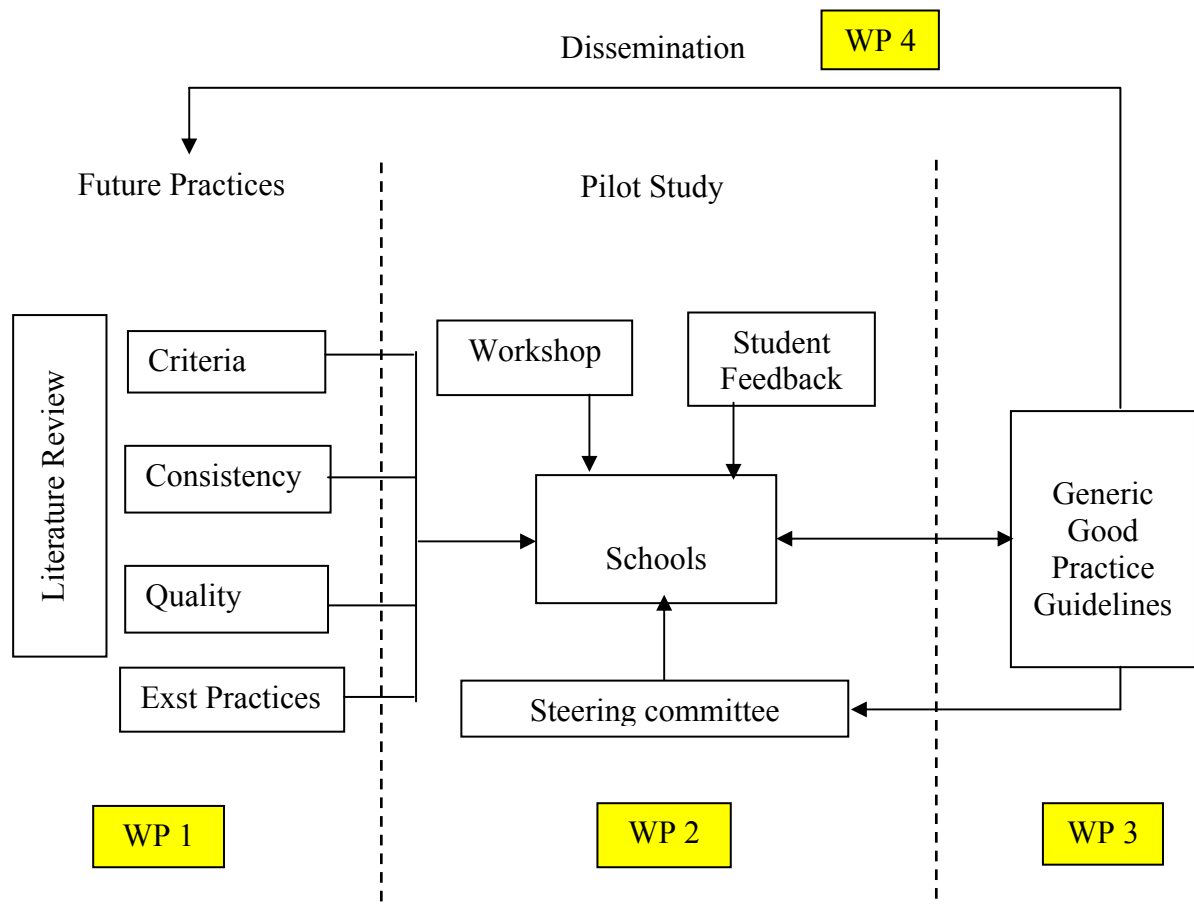 Dissemination
WP 4
Future Practices
Pilot Study
Literature Review
Criteria
Consistency
Quality
Exst Practices
Workshop
Student
Feedback
Schools
Steering committee
Generic
Good
Practice
Guidelines
WP 1
WP 2
WP 3